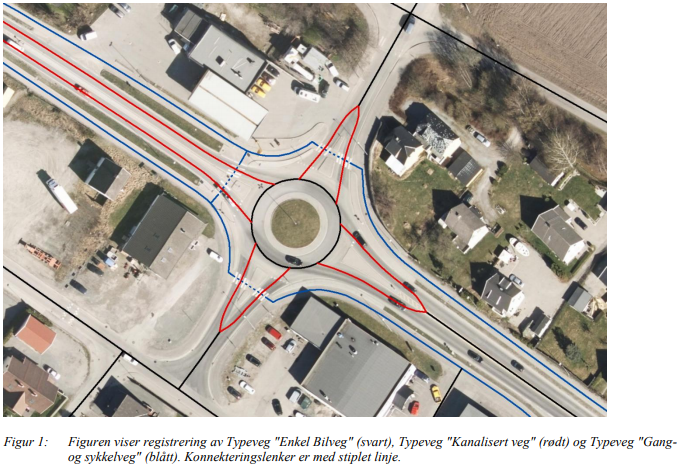 Figur 1: Figuren viser registrering av Typeveg "Enkel Bilveg" (svart), Typeveg "Kanalisert veg" (rødt) og Typeveg "Gang-
og sykkelveg" (blått). Konnekteringslenker er med stiplet linje.